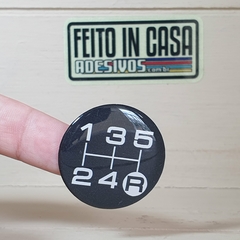 FEITO IN CASA
ADESIVOS
1 3 5
2 4 R